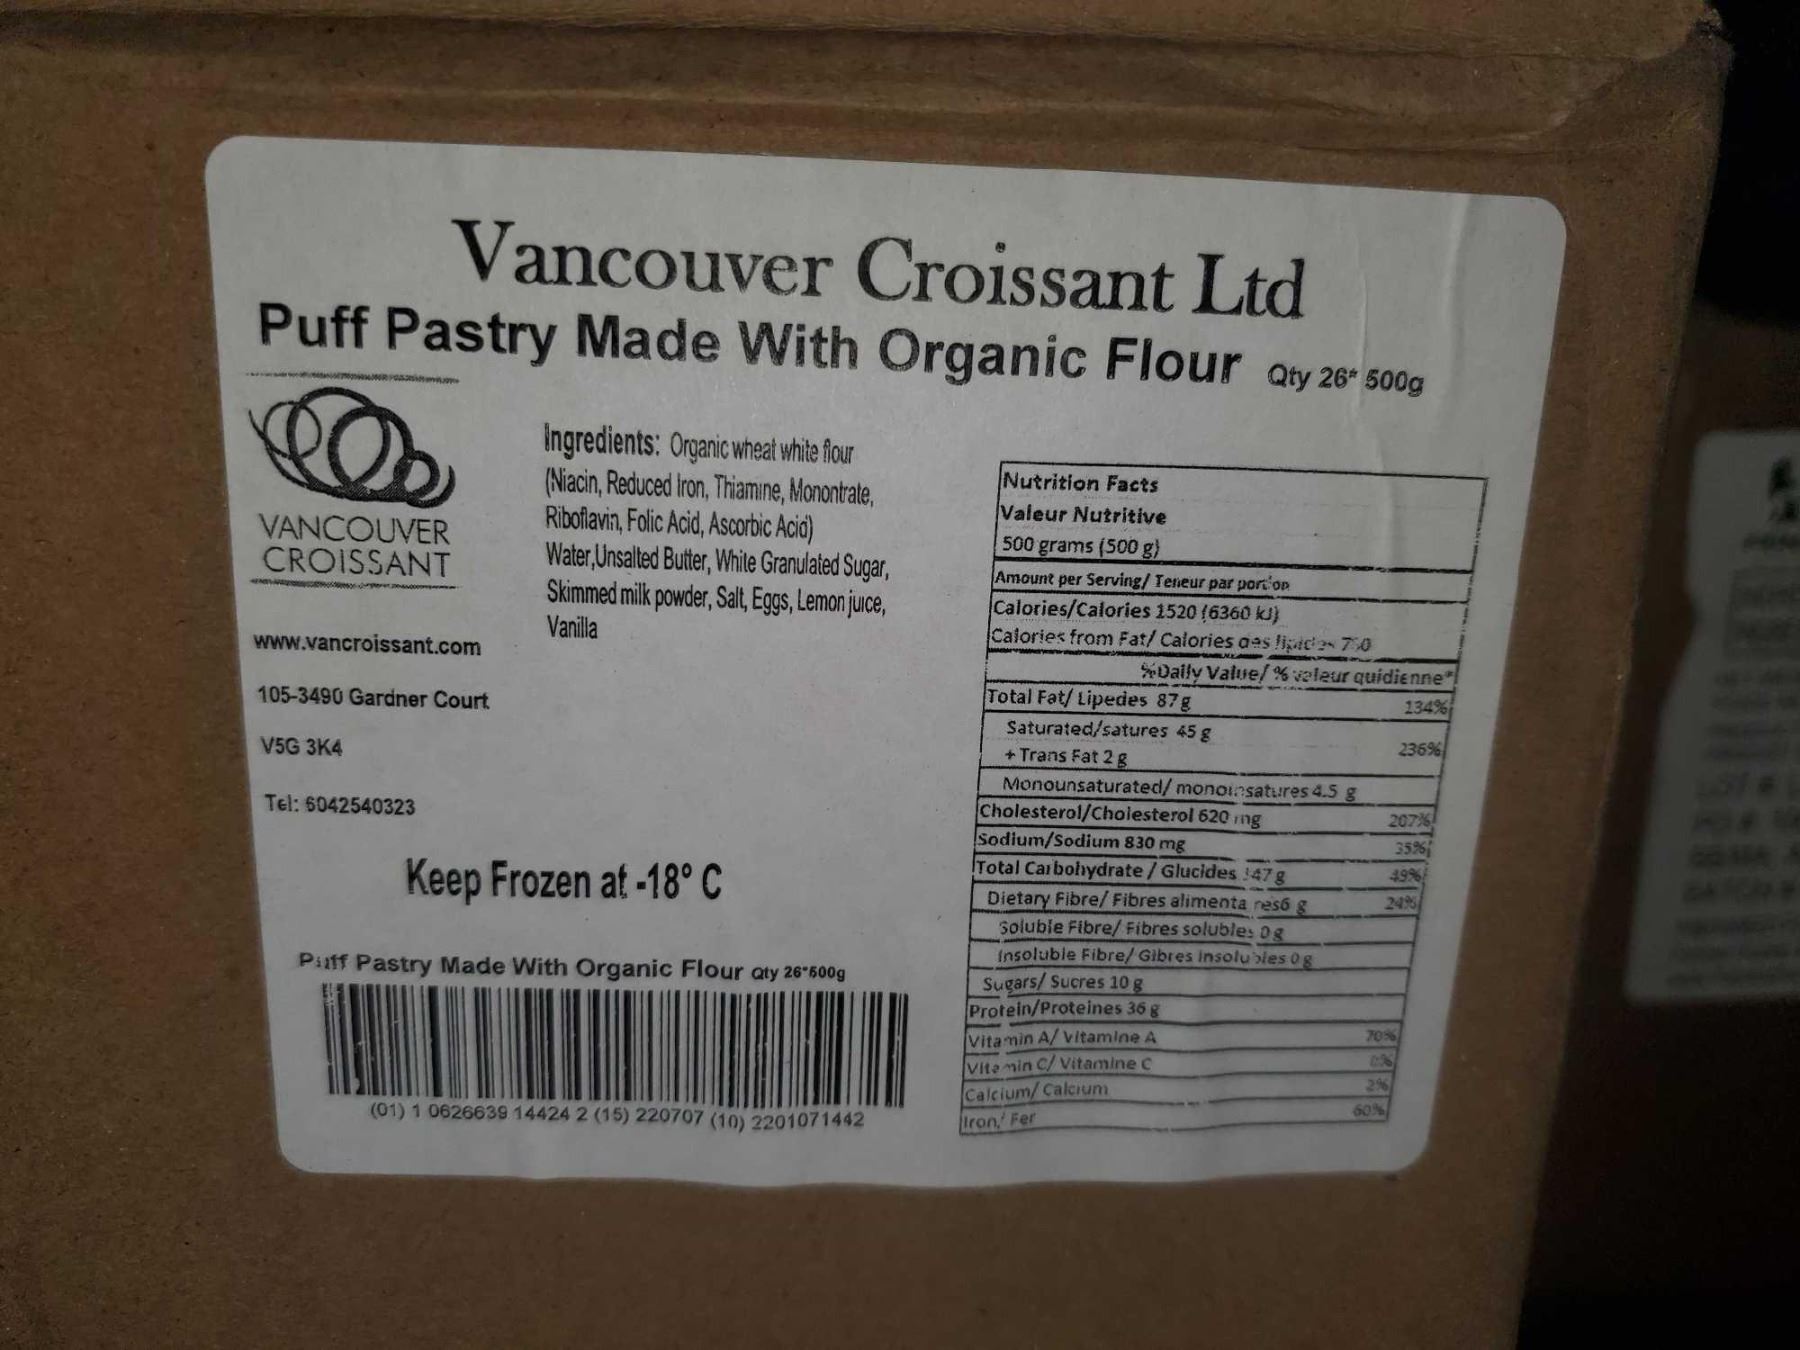 Vancouver Croissant Ltd
Puff Pastry Made With Organic Flour Qty 26* 500g
VANCOUVER
CROISSANT
www.vancroissant.com
105-3490 Gardner Court
V5G 3K4
Tel: 6042540323
Ingredients: Organic wheat white flour
(Niacin, Reduced Iron, Thiamine, Monontrate,
Riboflavin, Folic Acid, Ascorbic Acid)
Water,Unsalted Butter, White Granulated Sugar,
Skimmed milk powder, Salt, Eggs, Lemon juice,
Vanilla
Keep Frozen at -18° C
Puff Pastry Made With Organic Flour Qty 26*500g
(01) 1 0626639 14424 2 (15) 220707 (10) 2201071442
Nutrition Facts
Valeur Nutritive
500 grams (500 g)
Amount per Serving/ Teneur par portion
Calories/Calories 1520 (6360 kJ)
Calories from Fat/ Calories des lipides
%Daily Value/ % valeur quidienne*
Total Fat/ Lipedes 87 g 134%
Saturated/satures 45 g
+ Trans Fat 2 g 236%
Monounsaturated/ monoinsatures 4.5 g
Cholesterol/Cholesterol 620 mg 207%
Sodium/Sodium 830 mg 35%
Total Carbohydrate / Glucides 147 g 49%
Dietary Fibre/ Fibres alimentaires6 g 24%
Soluble Fibre/ Fibres solubles 0 g
Insoluble Fibre/ Gibres Insolubles 0 g
Sugars/ Sucres 10 g
Protein/Proteines 36 g
Vitamin A/ Vitamine A 70%
Vitamin C/ Vitamine C 0%
Calcium/ Calcium 2%
Iron/ Fer 60%